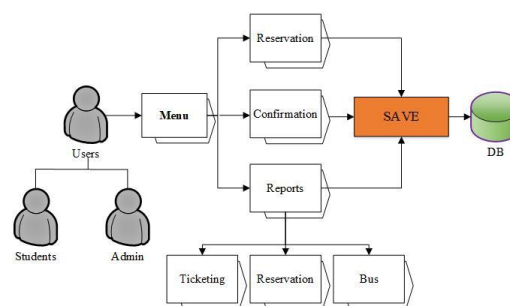 Reservation
Users
Menu
Confirmation
SAVE
DB
Reports
Students
Admin
Ticketing
Reservation
Bus